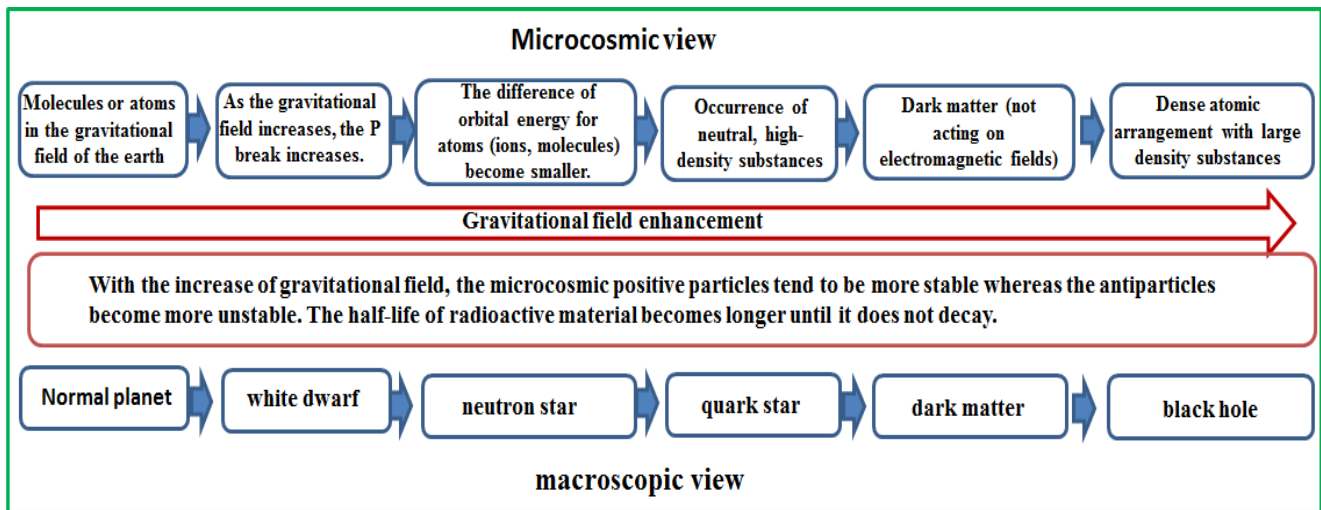 Microcosmic view
Molecules or atoms
in the gravitational
field of the earth
As the gravitational
field increases, the P
break increases.
The difference of
orbital energy for
atoms (ions, molecules)
become smaller.
Occurrence of
neutral, high-
density substances
Dark matter (not
acting on
electromagnetic fields)
Dense atomic
arrangement with large
density substances
Gravitational field enhancement
With the increase of gravitational field, the microcosmic positive particles tend to be more stable whereas the antiparticles
become more unstable. The half-life of radioactive material becomes longer until it does not decay.
Normal planet
white dwarf
neutron star
quark star
dark matter
black hole
macroscopic view